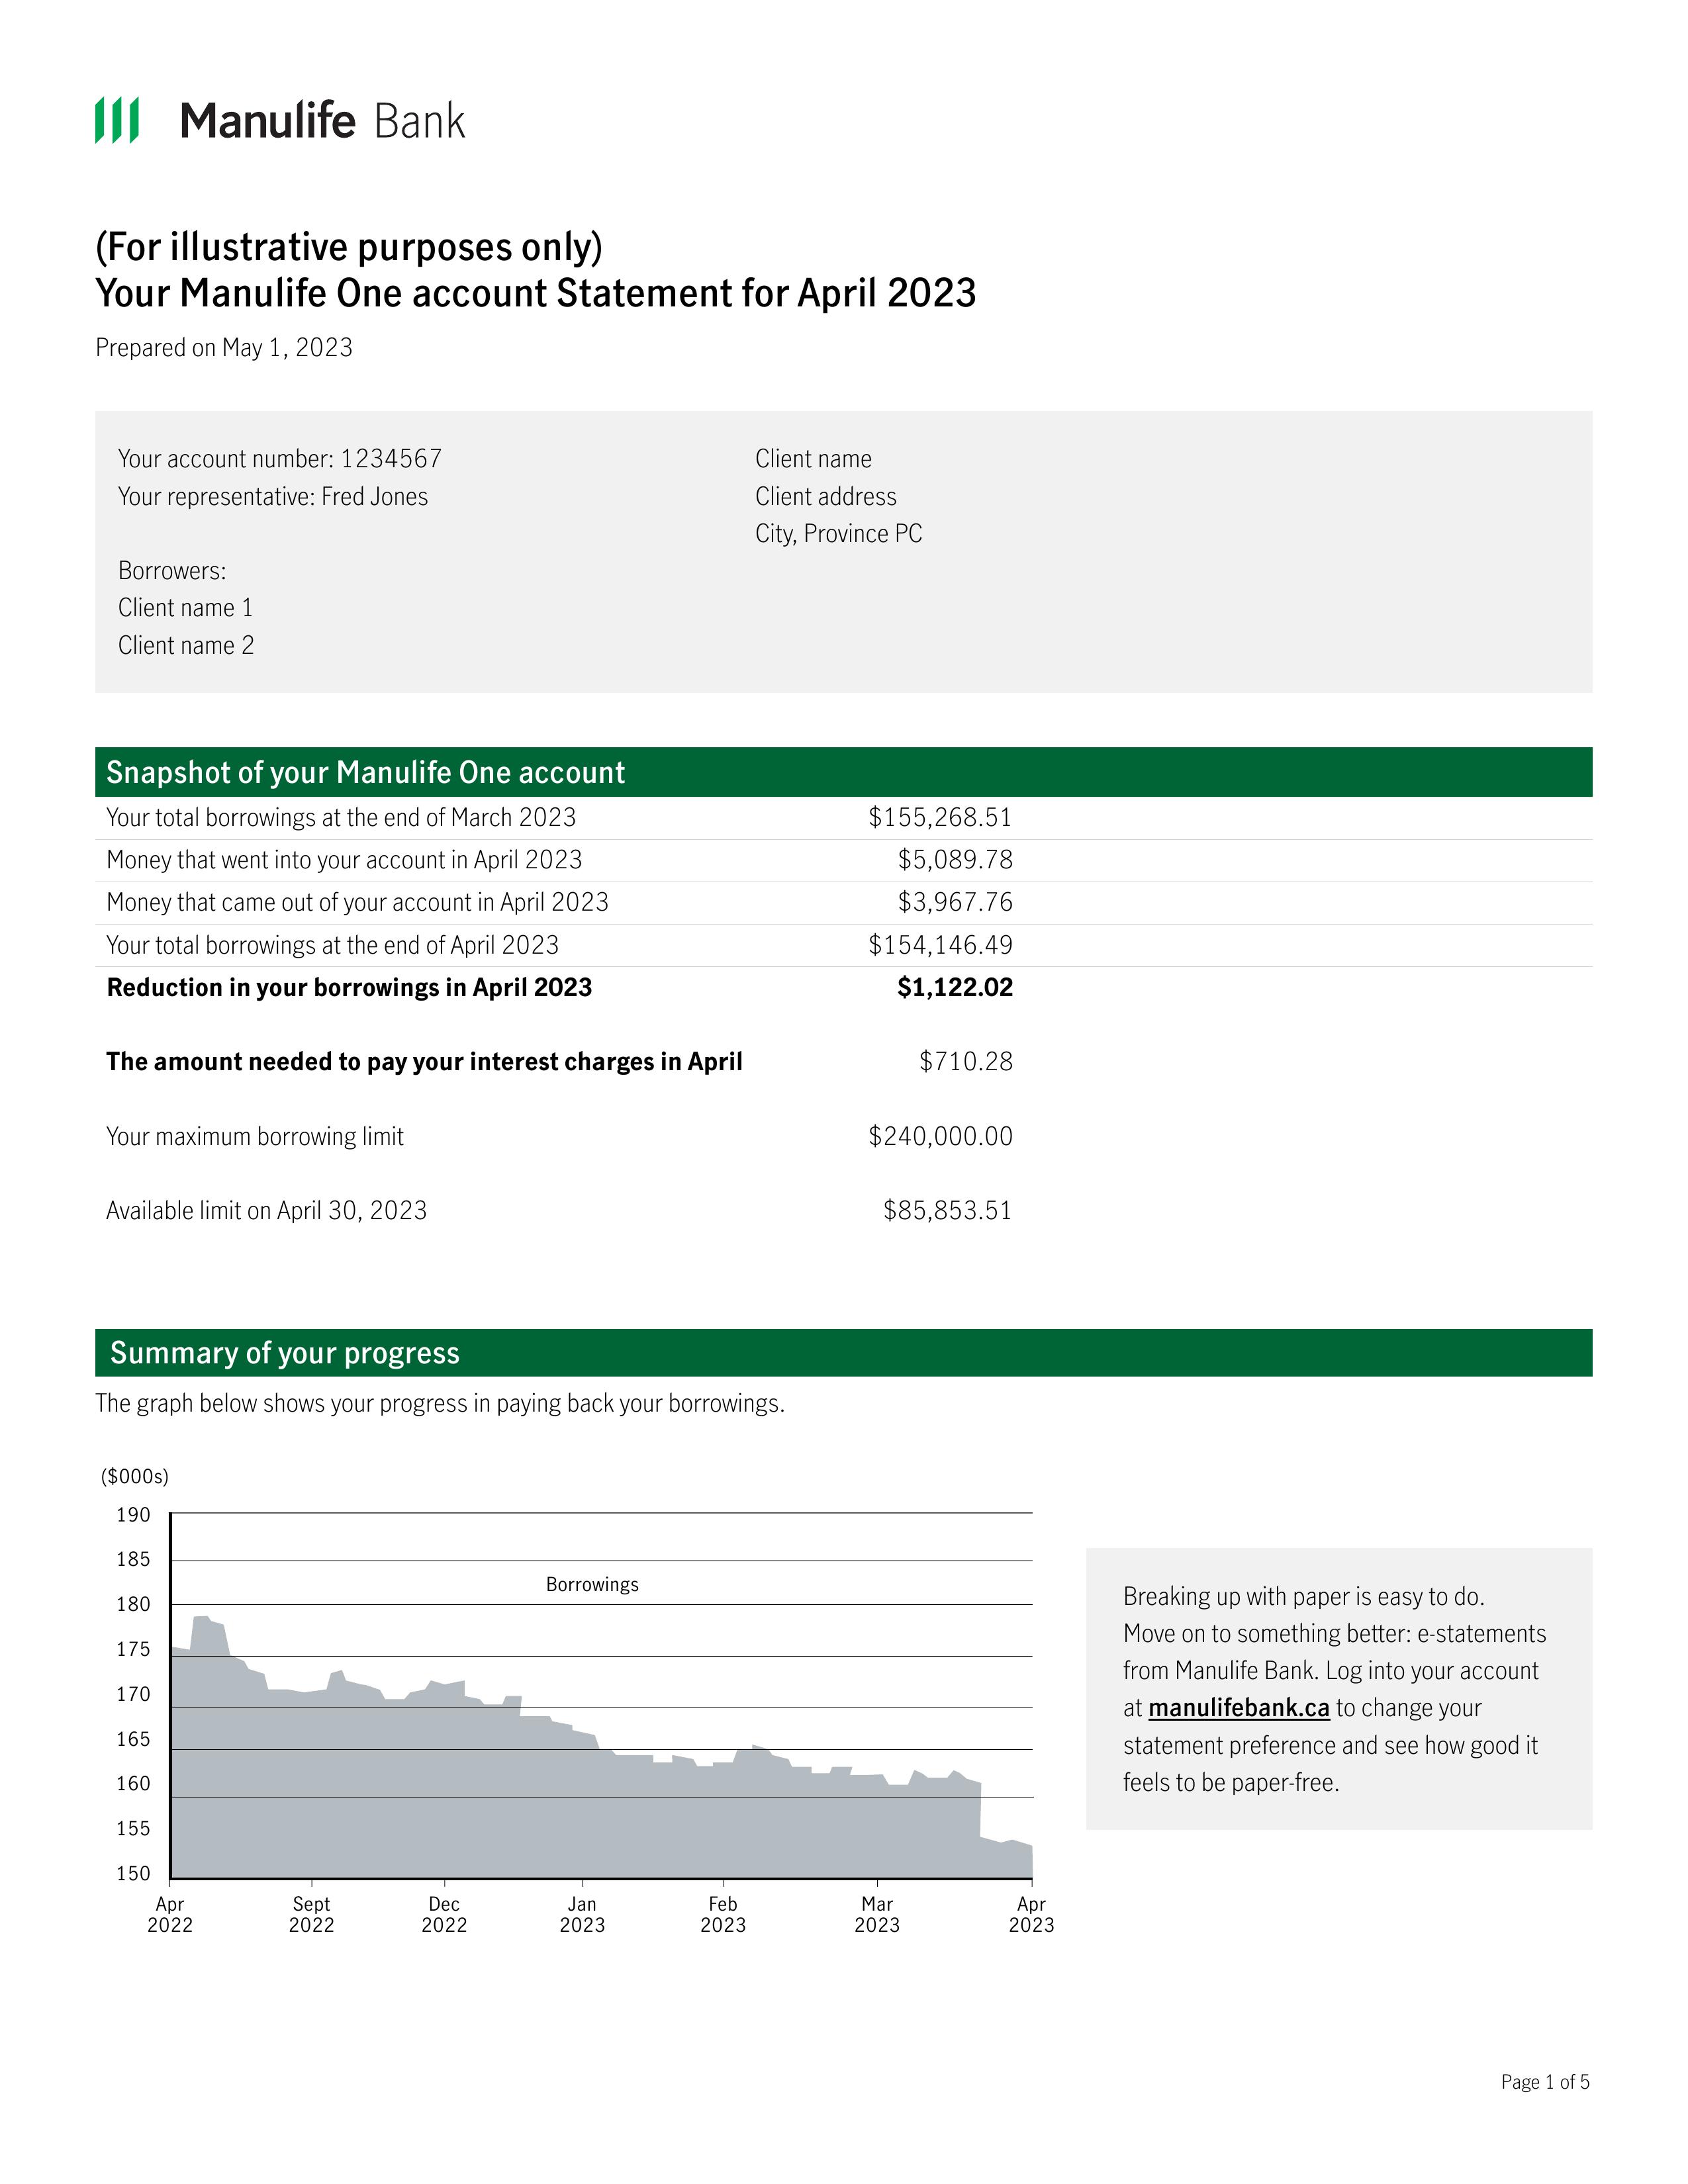 Manulife Bank
(For illustrative purposes only)
Your Manulife One account Statement for April 2023
Prepared on May 1, 2023
Your account number: 1234567
Your representative: Fred Jones
Borrowers:
Client name 1
Client name 2
Client name
Client address
City, Province PC
Snapshot of your Manulife One account
Your total borrowings at the end of March 2023 $155,268.51
Money that went into your account in April 2023 $5,089.78
Money that came out of your account in April 2023 $3,967.76
Your total borrowings at the end of April 2023 $154,146.49
Reduction in your borrowings in April 2023 $1,122.02
The amount needed to pay your interest charges in April $710.28
Your maximum borrowing limit $240,000.00
Available limit on April 30, 2023 $85,853.51
Summary of your progress
The graph below shows your progress in paying back your borrowings.
($000s)
190
185
Borrowings
180
175
170
165
160
155
150
Apr Sept Dec Jan Feb Mar Apr
2022 2022 2022 2023 2023 2023 2023
Breaking up with paper is easy to do.
Move on to something better: e-statements
from Manulife Bank. Log into your account
at manulifebank.ca to change your
statement preference and see how good it
feels to be paper-free.
Page 1 of 5